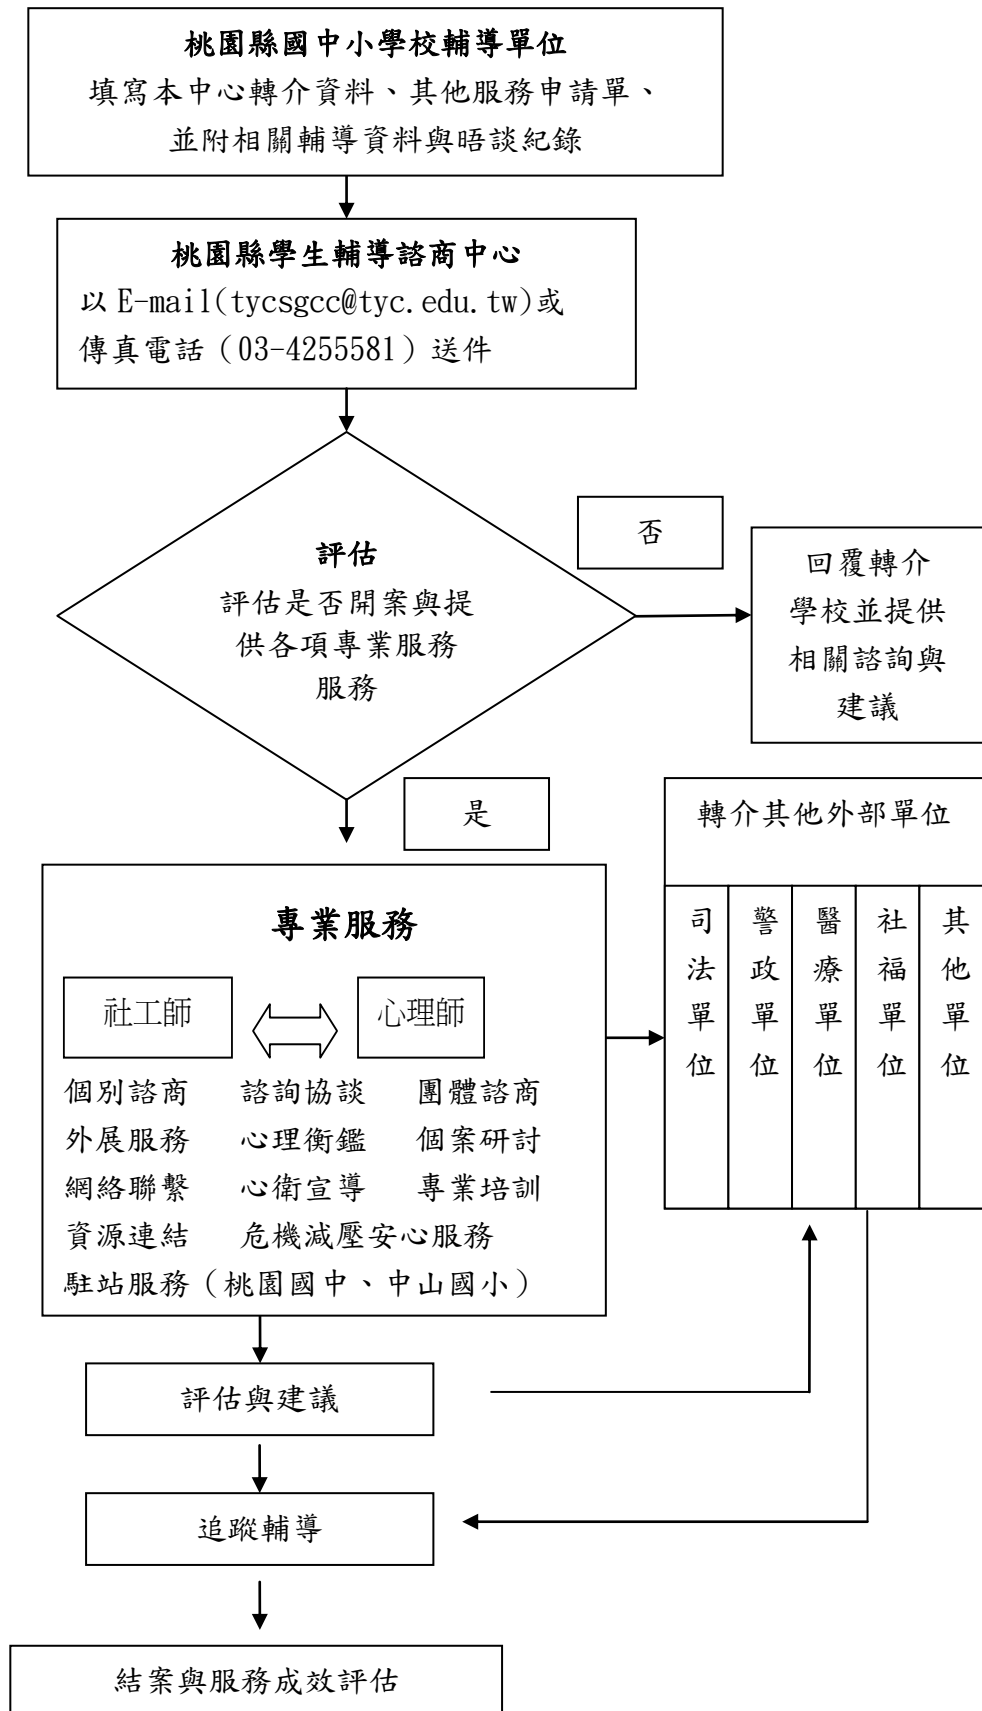 桃園縣國中小學校輔導單位
填寫本中心轉介資料、其他服務申請單、
並附相關輔導資料與晤談紀錄
桃園縣學生輔導諮商中心
以 E-mail(tycsgcc@tyc.edu.tw)或
傳真電話（03-4255581）送件
評估
評估是否開案與提
供各項專業服務
服務
否
回覆轉介
學校並提供
相關諮詢與
建議
是
專業服務
社工師
心理師
個別諮商 諮詢協談 團體諮商
外展服務 心理衡鑑 個案研討
網絡聯繫 心衛宣導 專業培訓
資源連結 危機減壓安心服務
駐站服務（桃園國中、中山國小）
轉介其他外部單位
司法單位
警政單位
醫療單位
社福單位
其他單位
評估與建議
追蹤輔導
結案與服務成效評估